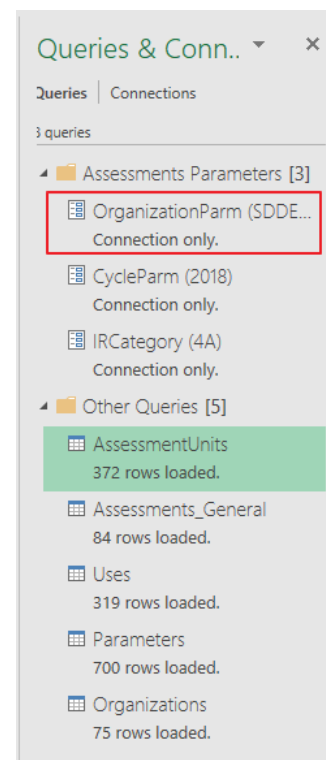 Queries & Conn..
Queries | Connections
8 queries
Assessments Parameters [3]
OrganizationParm (SDDE...
Connection only.
CycleParm (2018)
Connection only.
IRCategory (4A)
Connection only.
Other Queries [5]
AssessmentUnits
372 rows loaded.
Assessments_General
84 rows loaded.
Uses
319 rows loaded.
Parameters
700 rows loaded.
Organizations
75 rows loaded.